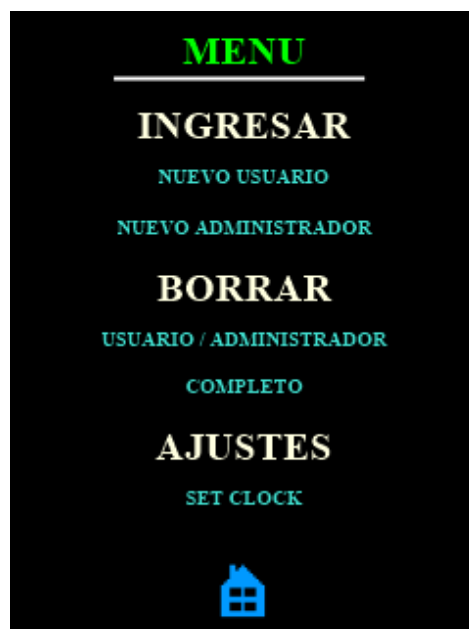 MENU
INGRESAR
NUEVO USUARIO
NUEVO ADMINISTRADOR
BORRAR
USUARIO / ADMINISTRADOR
COMPLETO
AJUSTES
SET CLOCK